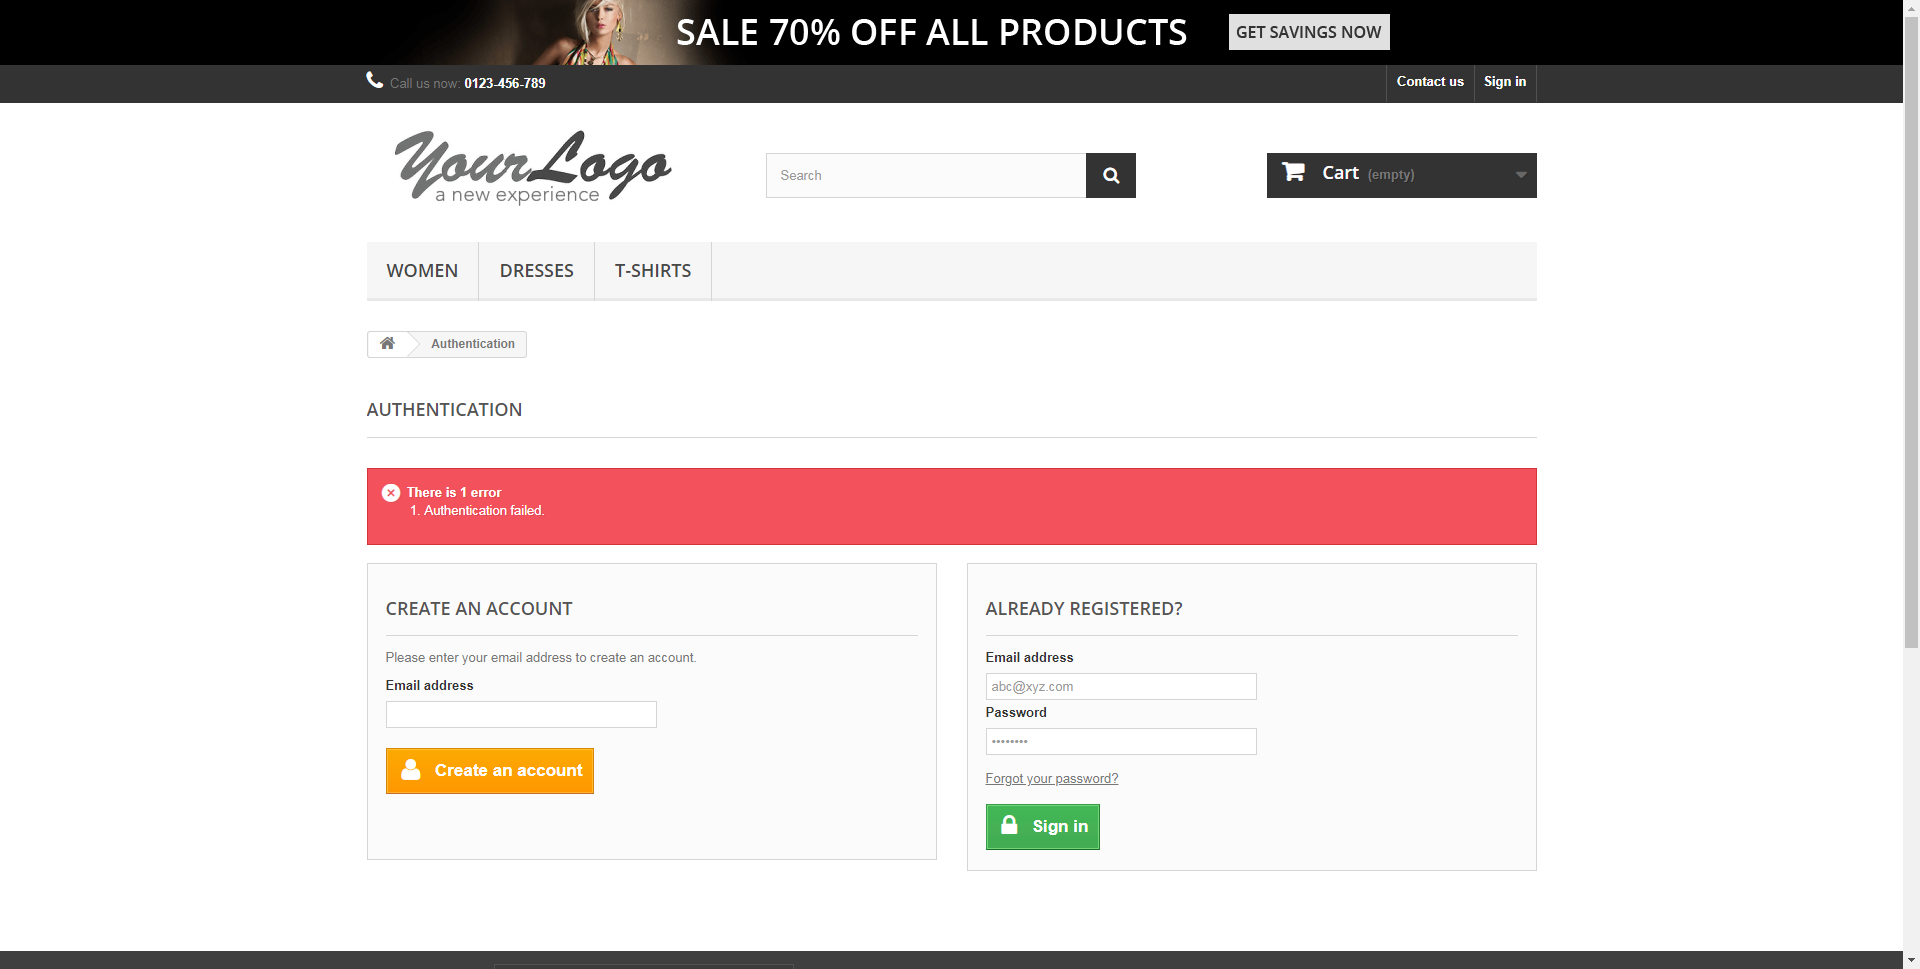 SALE 70% OFF ALL PRODUCTS GET SAVINGS NOW
Call us now: 0123-456-789 Contact us Sign in
YourLogo
a new experience
Search
Cart (empty)
WOMEN DRESSES T-SHIRTS
Authentication
AUTHENTICATION
There is 1 error
1. Authentication failed.
CREATE AN ACCOUNT
Please enter your email address to create an account.
Email address
Create an account
ALREADY REGISTERED?
Email address
abc@xyz.com
Password
••••••••
Forgot your password?
Sign in